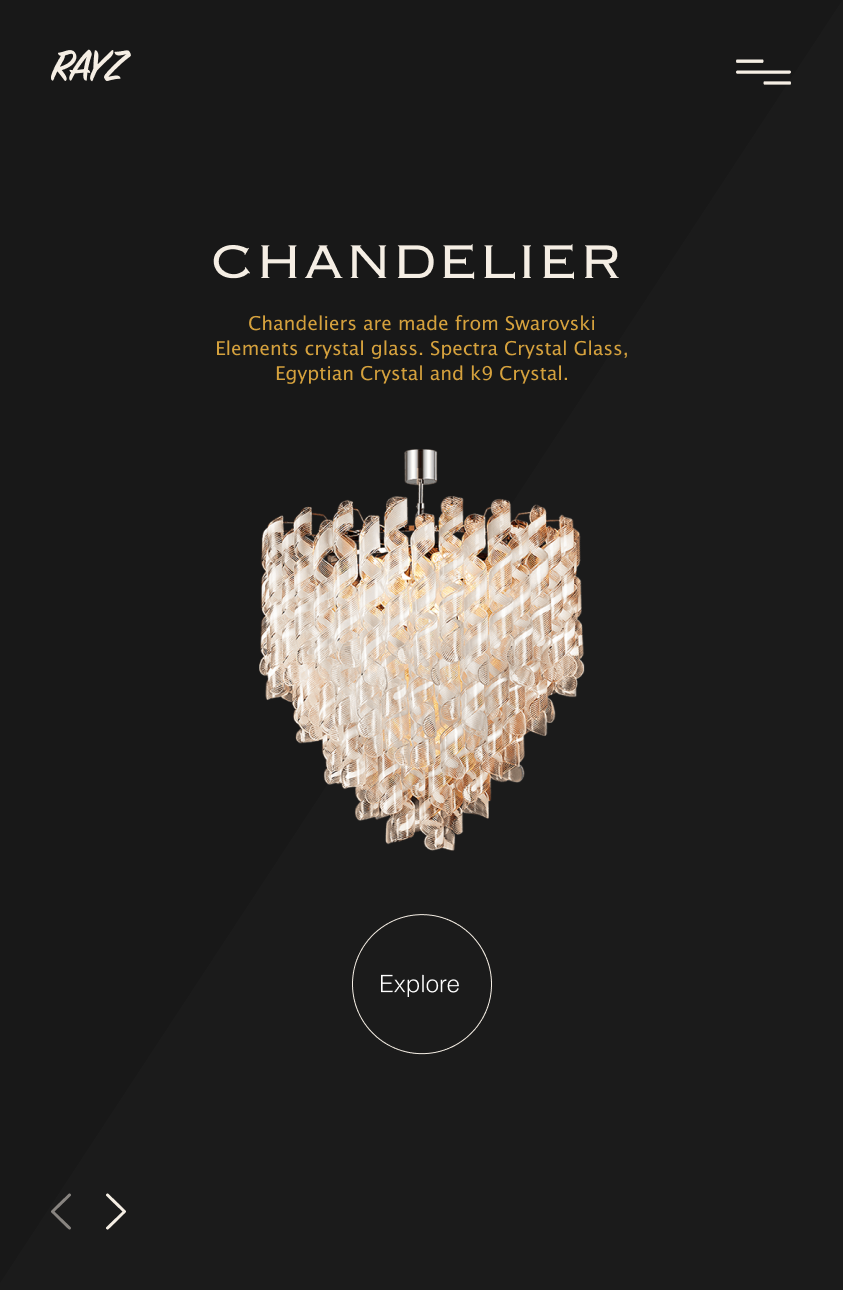 RAYZ
CHANDELIER
Chandeliers are made from Swarovski
Elements crystal glass. Spectra Crystal Glass,
Egyptian Crystal and k9 Crystal.
Explore